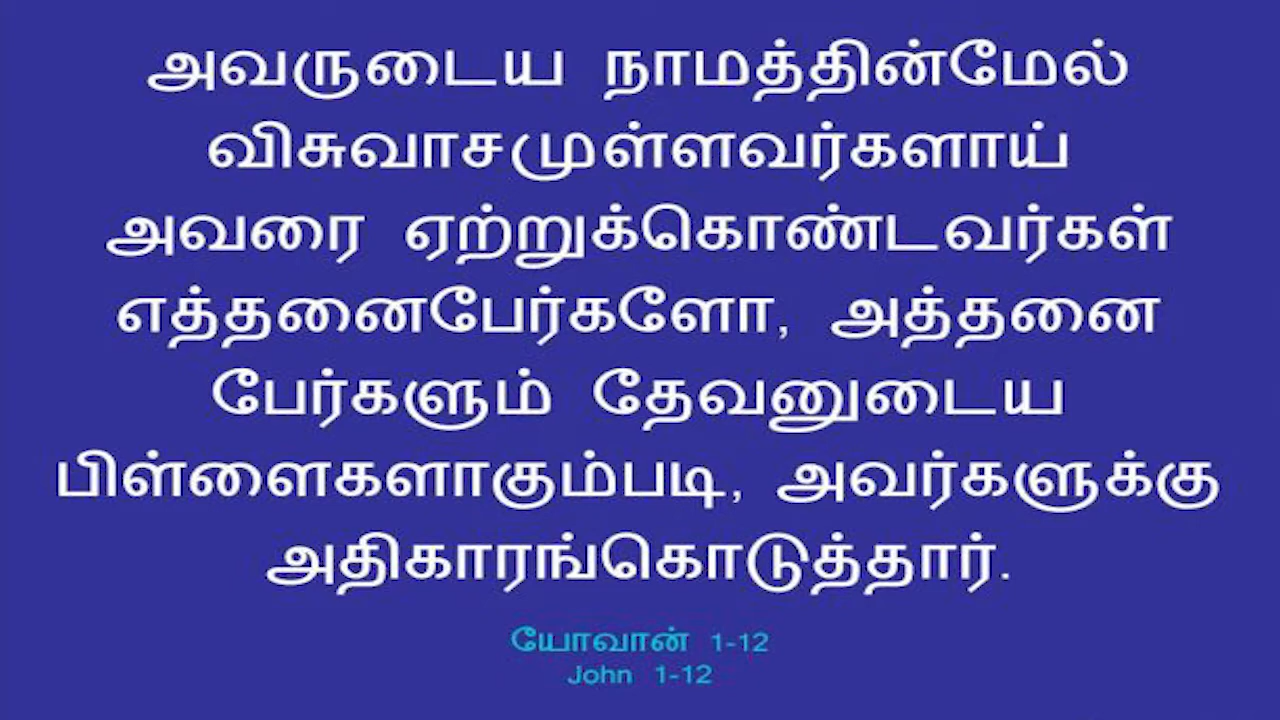 அவருடைய நாமத்தின்மேல்
விசுவாசமுள்ளவர்களாய்
அவரை ஏற்றுக்கொண்டவர்கள்
எத்தனைபேர்களோ, அத்தனை
பேர்களும் தேவனுடைய
பிள்ளைகளாகும்படி, அவர்களுக்கு
அதிகாரங்கொடுத்தார்.
யோவான் 1-12
John 1-12